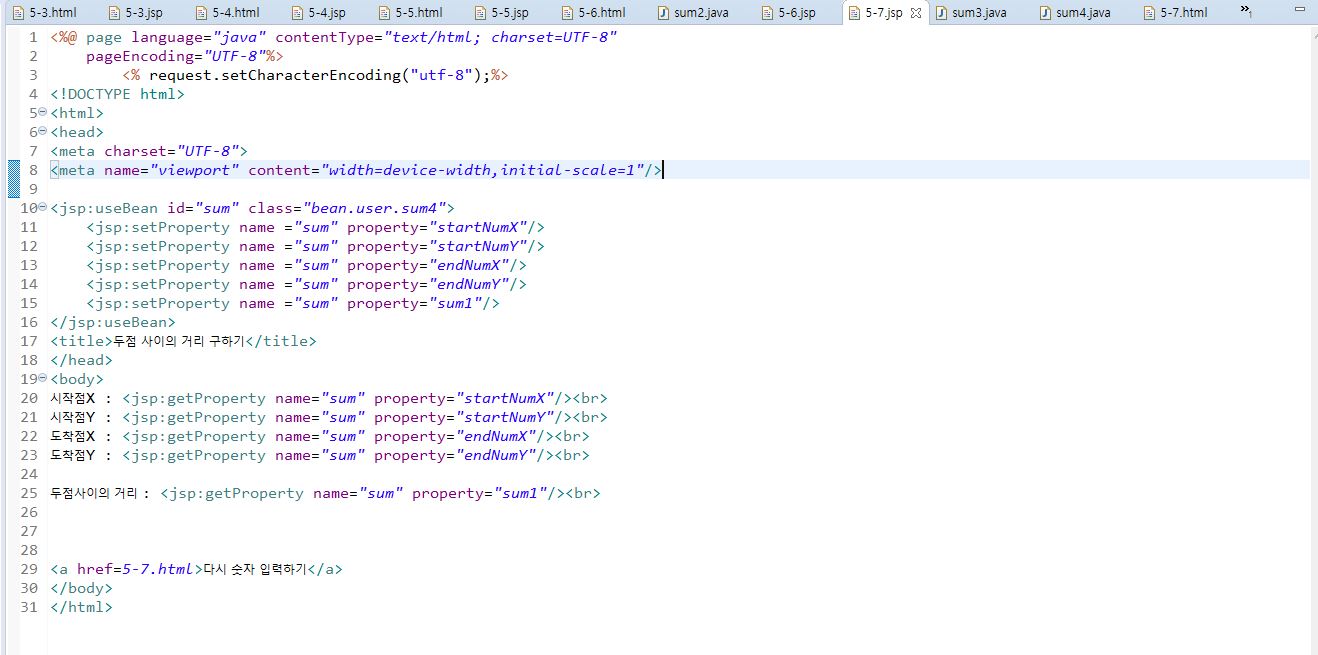 5-3.html 5-3.jsp 5-4.html 5-4.jsp 5-5.html 5-5.jsp 5-6.html sum2.java 5-6.jsp 5-7.jsp sum3.java sum4.java 5-7.html »1
1 <%@ page language="java" contentType="text/html; charset=UTF-8"
2     pageEncoding="UTF-8"%>
3         <% request.setCharacterEncoding("utf-8");%>
4 <!DOCTYPE html>
5 <html>
6 <head>
7 <meta charset="UTF-8">
8 <meta name="viewport" content="width=device-width,initial-scale=1"/>
9
10 <jsp:useBean id="sum" class="bean.user.sum4">
11     <jsp:setProperty name ="sum" property="startNumX"/>
12     <jsp:setProperty name ="sum" property="startNumY"/>
13     <jsp:setProperty name ="sum" property="endNumX"/>
14     <jsp:setProperty name ="sum" property="endNumY"/>
15     <jsp:setProperty name ="sum" property="sum1"/>
16 </jsp:useBean>
17 <title>두점 사이의 거리 구하기</title>
18 </head>
19 <body>
20 시작점X : <jsp:getProperty name="sum" property="startNumX"/><br>
21 시작점Y : <jsp:getProperty name="sum" property="startNumY"/><br>
22 도착점X : <jsp:getProperty name="sum" property="endNumX"/><br>
23 도착점Y : <jsp:getProperty name="sum" property="endNumY"/><br>
24
25 두점사이의 거리 : <jsp:getProperty name="sum" property="sum1"/><br>
26
27
28
29 <a href=5-7.html>다시 숫자 입력하기</a>
30 </body>
31 </html>